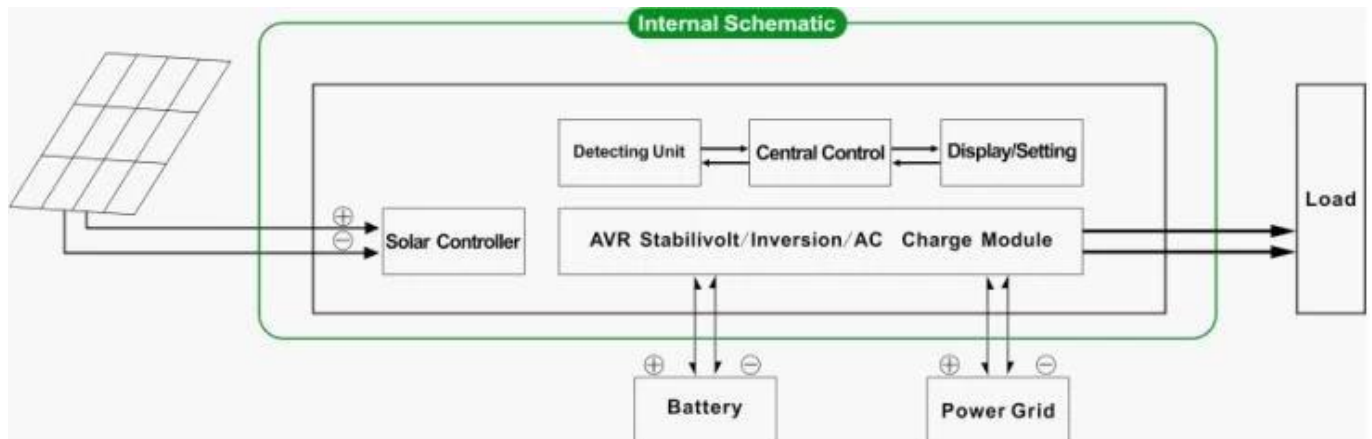 Internal Schematic
Detecting Unit
Central Control
Display/Setting
Load
⊕
⊖
Solar Controller
AVR Stabilivolt/Inversion/AC Charge Module
⊕ ⊖
⊕ ⊖
Battery
Power Grid